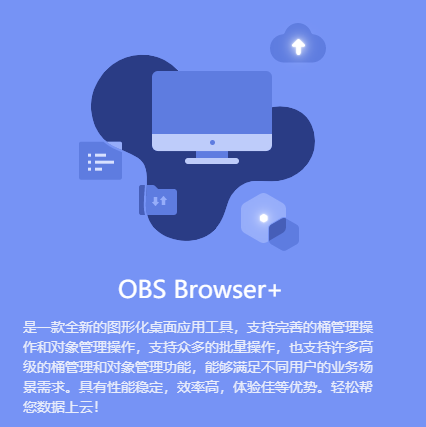 OBS Browser+
是一款全新的图形化桌面应用工具，支持完善的桶管理操
作和对象管理操作，支持众多的批量操作，也支持许多高
级的桶管理和对象管理功能，能够满足不同用户的业务场
景需求。具有性能稳定，效率高，体验佳等优势。轻松帮
您数据上云！